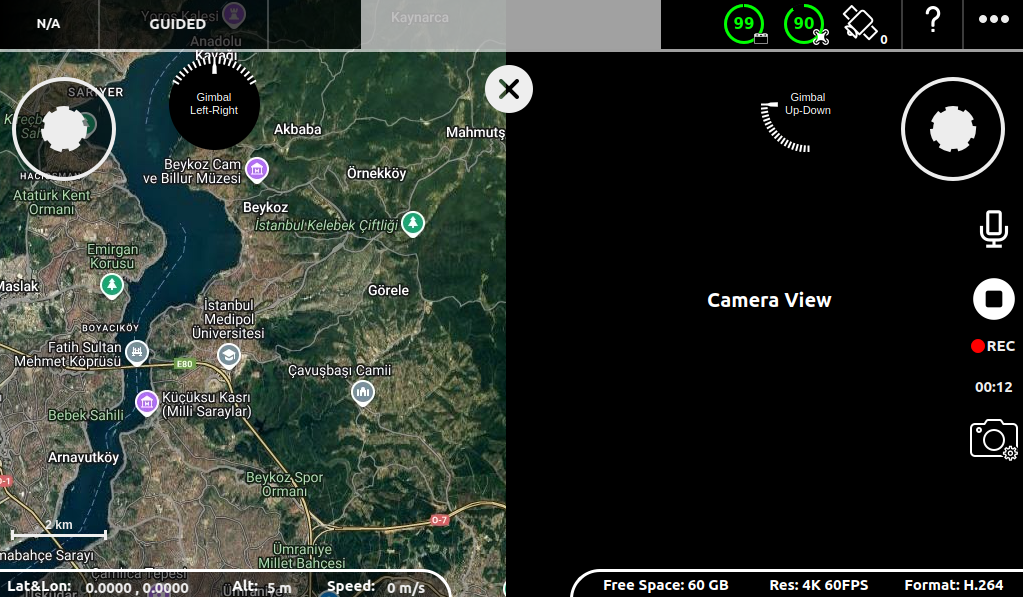 N/A
GUIDED
Yoros Kalesi
Kaynarca
99
90
0
?
Anadolu
Kavağı
SARIYER
Gimbal
Left-Right
Gimbal
Up-Down
Akbaba
Mahmutş
Beykoz Cam
ve Billur Müzesi
Örnekköy
Atatürk Kent
Ormanı
Beykoz
İstanbul Kelebek Çiftliği
Emirgan
Korusu
Maslak
Görele
Camera View
İstanbul
Medipol
Üniversitesi
BOYACIKÖY
Fatih Sultan
Mehmet Köprüsü
E80
REC
Çavuşbaşı Camii
00:12
Küçüksu Kasrı
(Milli Saraylar)
Bebek Sahili
Arnavutköy
Beykoz Spor
Ormanı
O-7
2 km
Ümraniye
Millet Bahçesi
mabahçe Sarayı
Çamlıca Tepesi
Lat&Lon: 0.0000 , 0.0000
Alt: 5 m
Speed: 0 m/s
Free Space: 60 GB
Res: 4K 60FPS
Format: H.264